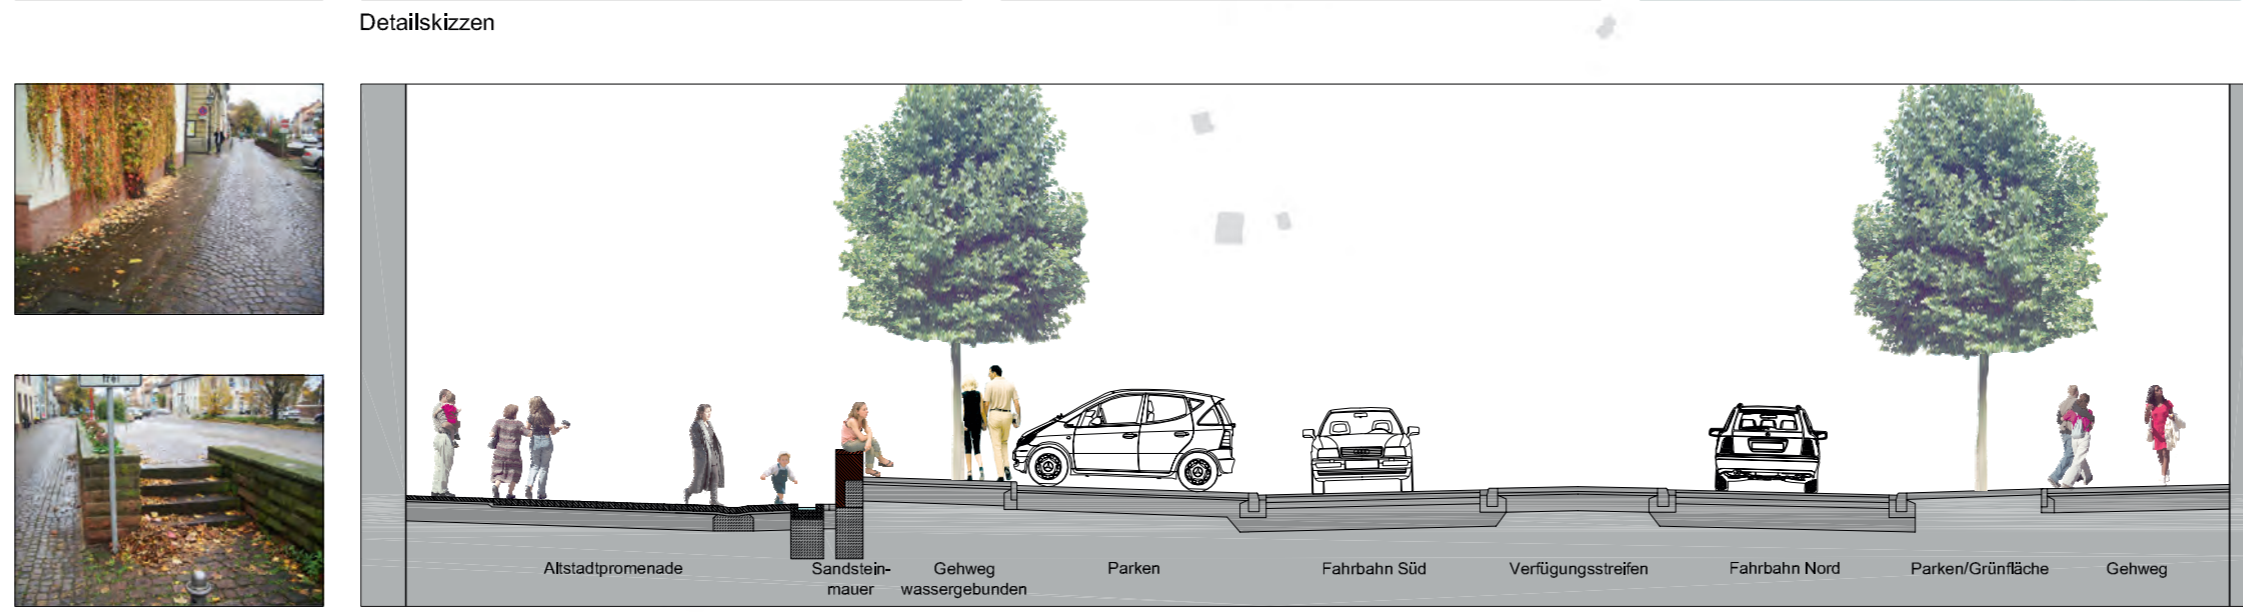 Detailskizzen
frei
Altstadtpromenade
Sandstein-
mauer
Gehweg
wassergebunden
Parken
Fahrbahn Süd
Verfügungsstreifen
Fahrbahn Nord
Parken/Grünfläche
Gehweg